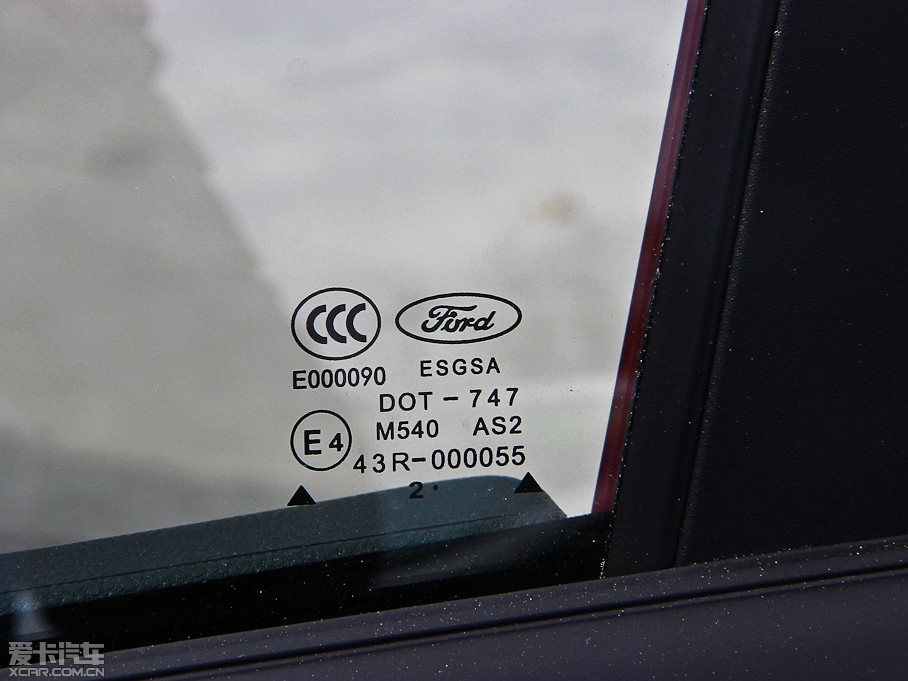 CCC Ford
E000090 ESGSA
DOT-747
E4 M540 AS2
43R-000055
2·
爱卡汽车
XCAR.COM.CN